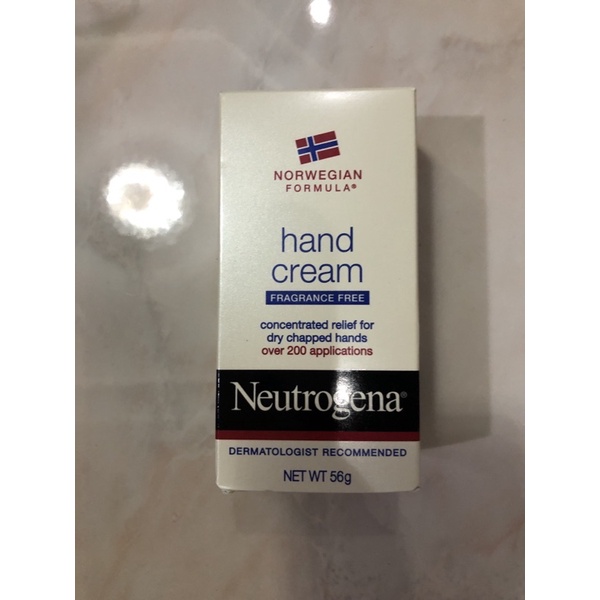 NORWEGIAN
FORMULA®
hand
cream
FRAGRANCE FREE
concentrated relief for
dry chapped hands
over 200 applications
Neutrogena®
DERMATOLOGIST RECOMMENDED
NET WT 56g